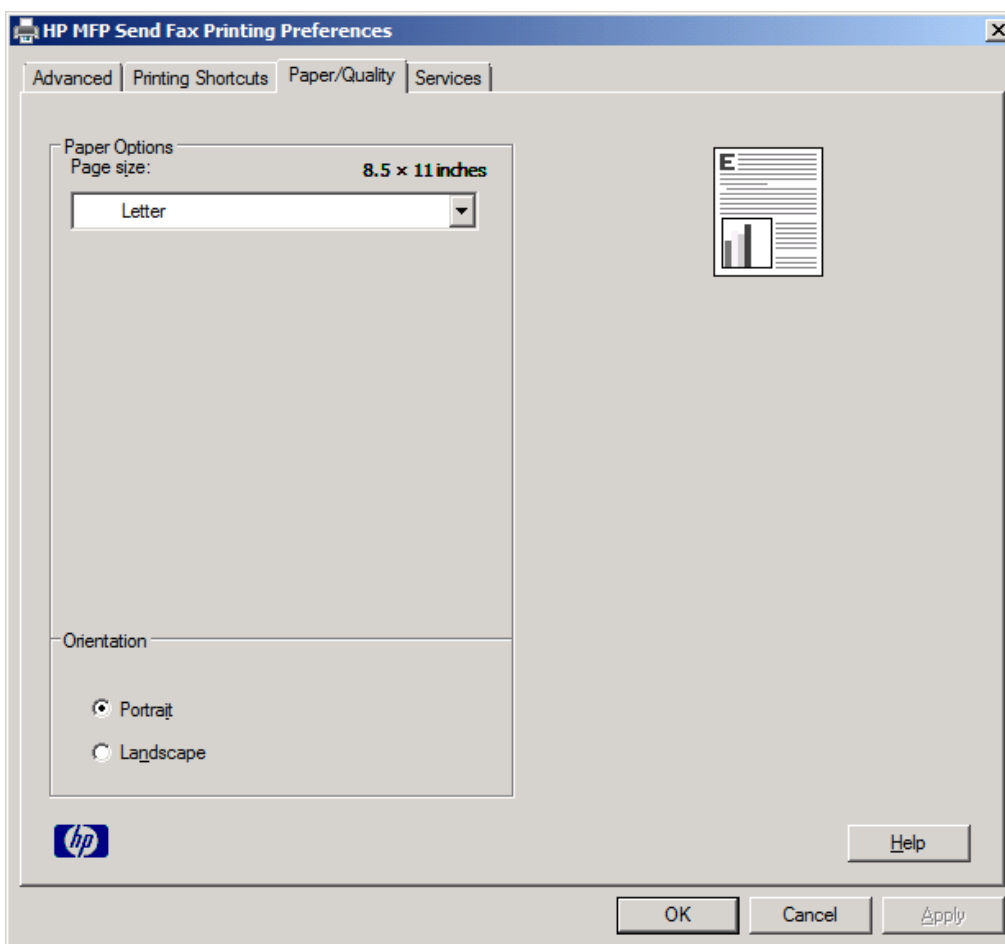 HP MFP Send Fax Printing Preferences
Advanced Printing Shortcuts Paper/Quality Services
Paper Options
Page size: 8.5 × 11 inches
Letter
E
Orientation
Portrait
Landscape
hp
Help
OK Cancel Apply